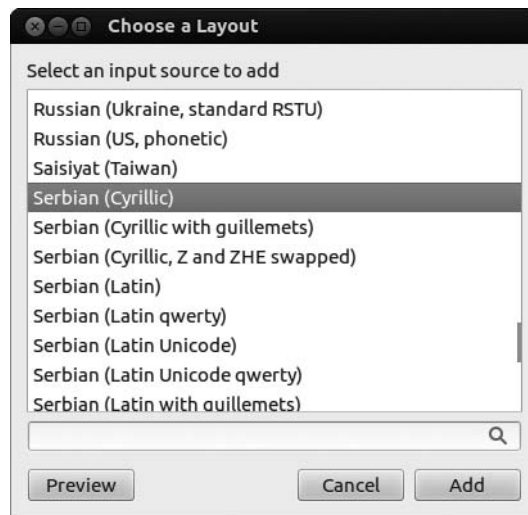 Choose a Layout
Select an input source to add
Russian (Ukraine, standard RSTU)
Russian (US, phonetic)
Saisiyat (Taiwan)
Serbian (Cyrillic)
Serbian (Cyrillic with guillemets)
Serbian (Cyrillic, Z and ZHE swapped)
Serbian (Latin)
Serbian (Latin qwerty)
Serbian (Latin Unicode)
Serbian (Latin Unicode qwerty)
Serbian (Latin with guillemets)
Preview Cancel Add